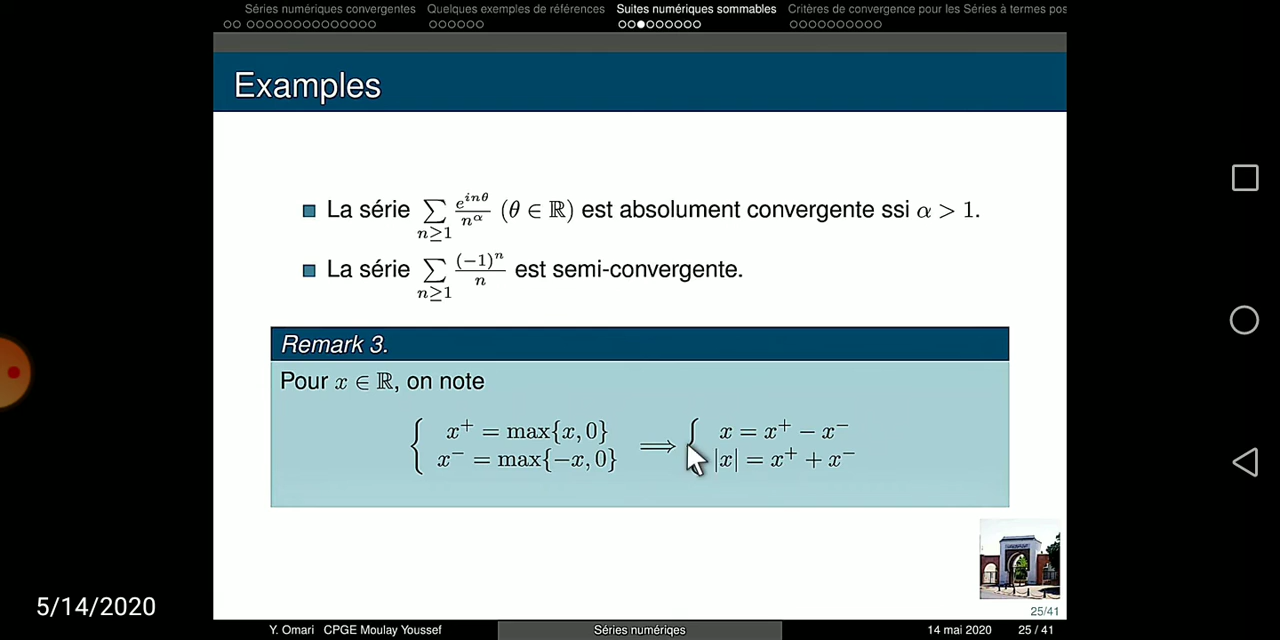 Séries numériques convergentes Quelques exemples de références Suites numériques sommables Critères de convergence pour les Séries à termes pos
Examples
La série ∑_{n≥1} e^{inθ}/n^α (θ ∈ ℝ) est absolument convergente ssi α > 1.
La série ∑_{n≥1} (−1)^n/n est semi-convergente.
Remark 3.
Pour x ∈ ℝ, on note
{ x⁺ = max{x, 0} ⟹ { x = x⁺ − x⁻
x⁻ = max{−x, 0} |x| = x⁺ + x⁻
25/41
5/14/2020
Y. Omari CPGE Moulay Youssef Séries numériqes 14 mai 2020 25 / 41